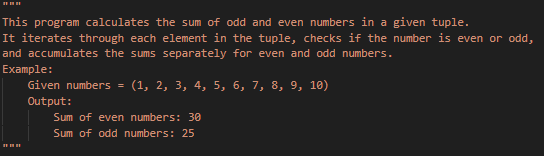 """
This program calculates the sum of odd and even numbers in a given tuple.
It iterates through each element in the tuple, checks if the number is even or odd,
and accumulates the sums separately for even and odd numbers.
Example:
    Given numbers = (1, 2, 3, 4, 5, 6, 7, 8, 9, 10)
    Output:
        Sum of even numbers: 30
        Sum of odd numbers: 25
"""